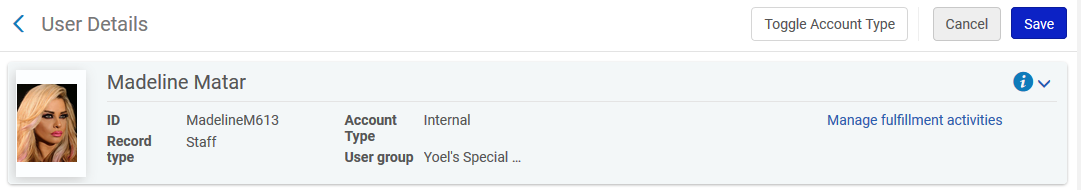 User Details
Toggle Account Type
Cancel
Save
Madeline Matar
i
ID MadelineM613
Record type Staff
Account Type Internal
User group Yoel's Special ...
Manage fulfillment activities